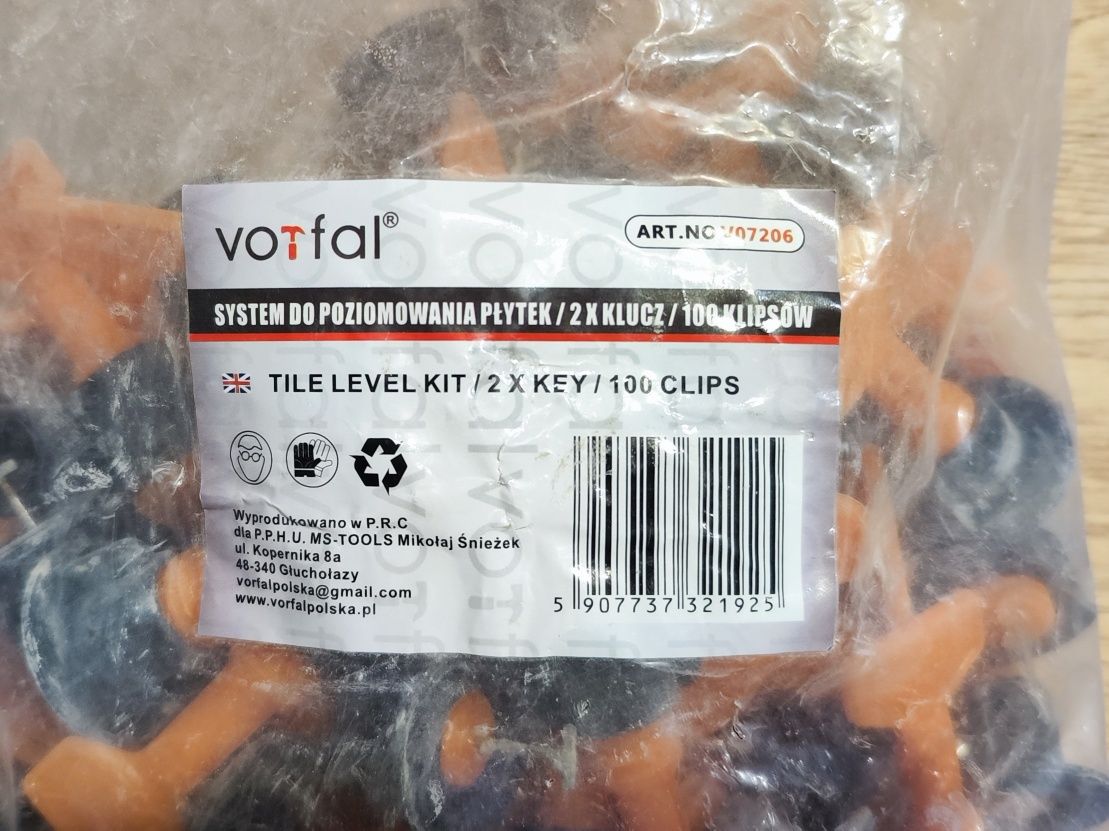 vorfal®
ART.NO V07206
SYSTEM DO POZIOMOWANIA PŁYTEK / 2 X KLUCZ / 100 KLIPSÓW
TILE LEVEL KIT / 2 X KEY / 100 CLIPS
Wyprodukowano w P.R.C
dla P.P.H.U. MS-TOOLS Mikołaj Śnieżek
ul. Kopernika 8a
48-340 Głuchołazy
vorfalpolska@gmail.com
www.vorfalpolska.pl
5 907737 321925